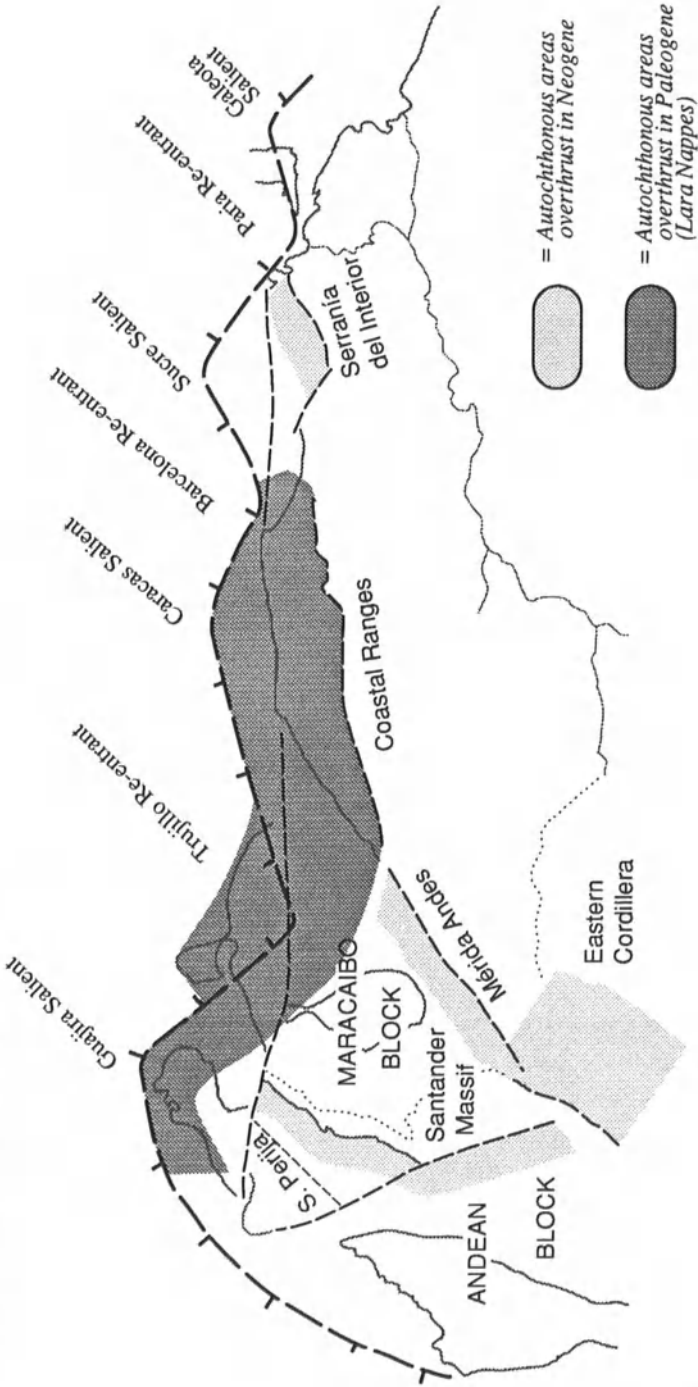 Guajira Salient
Trujillo Re-entrant
Caracas Salient
Barcelona Re-entrant
Sucre Salient
Paria Re-entrant
Galeota
Salient
MARACAIBO
BLOCK
S. Perija
Santander
Massif
ANDEAN
BLOCK
Mérida Andes
Eastern
Cordillera
Coastal Ranges
Serranía
del Interior
= Autochthonous areas
overthrust in Neogene
= Autochthonous areas
overthrust in Paleogene
(Lara Nappes)